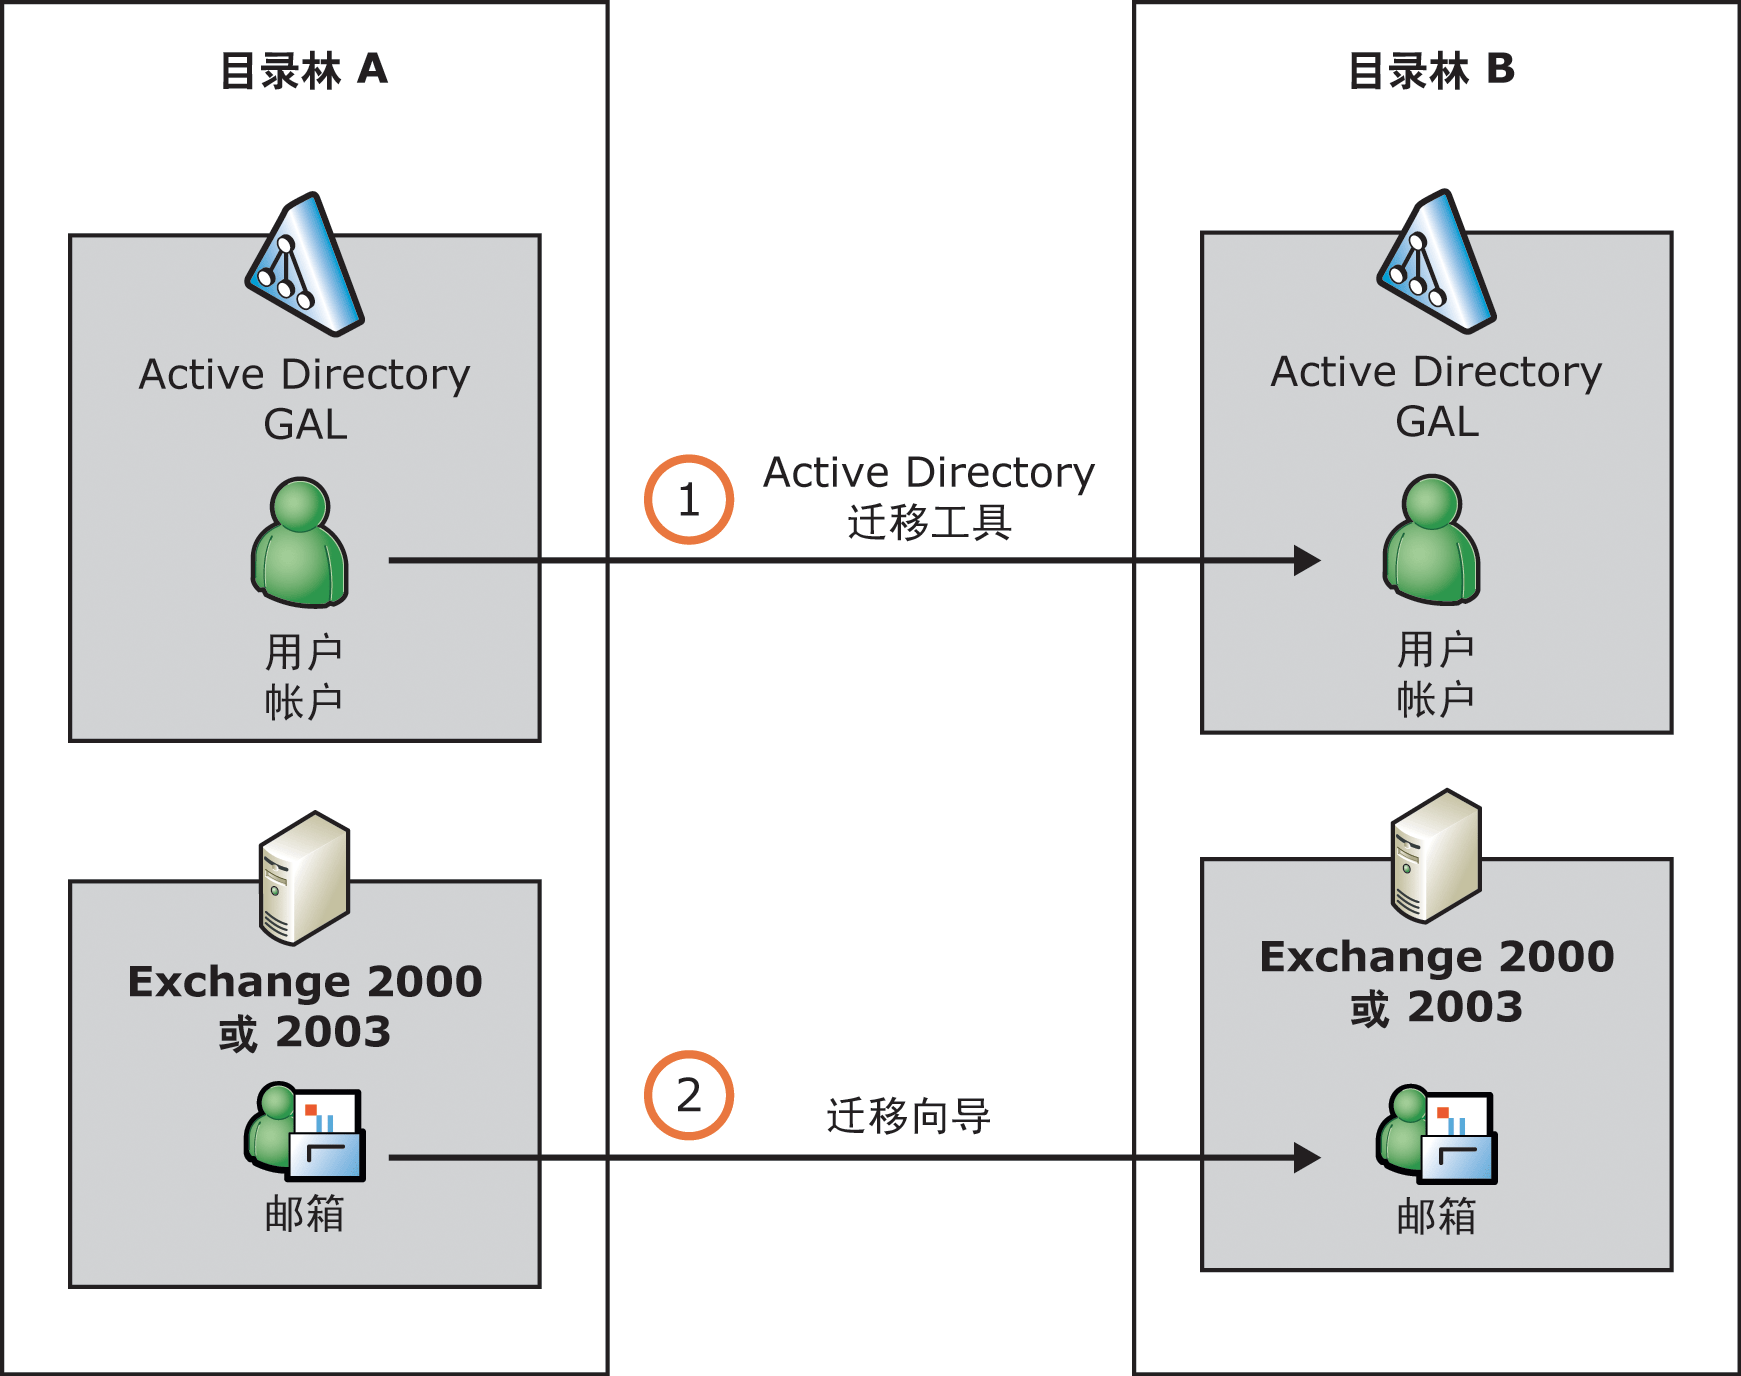 目录林 A
Active Directory
GAL
用户
帐户
Exchange 2000
或 2003
邮箱
1
Active Directory
迁移工具
2
迁移向导
目录林 B
Active Directory
GAL
用户
帐户
Exchange 2000
或 2003
邮箱